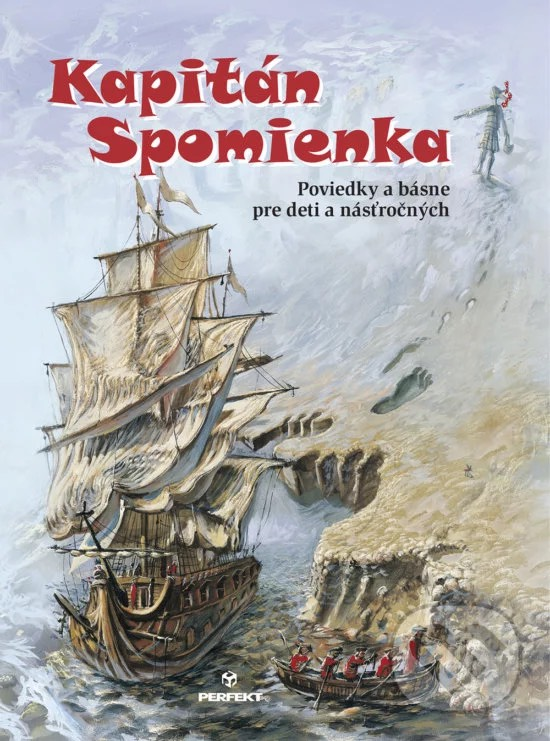 Kapitán
Spomienka
Poviedky a básne
pre deti a násťročných
PERFEKT